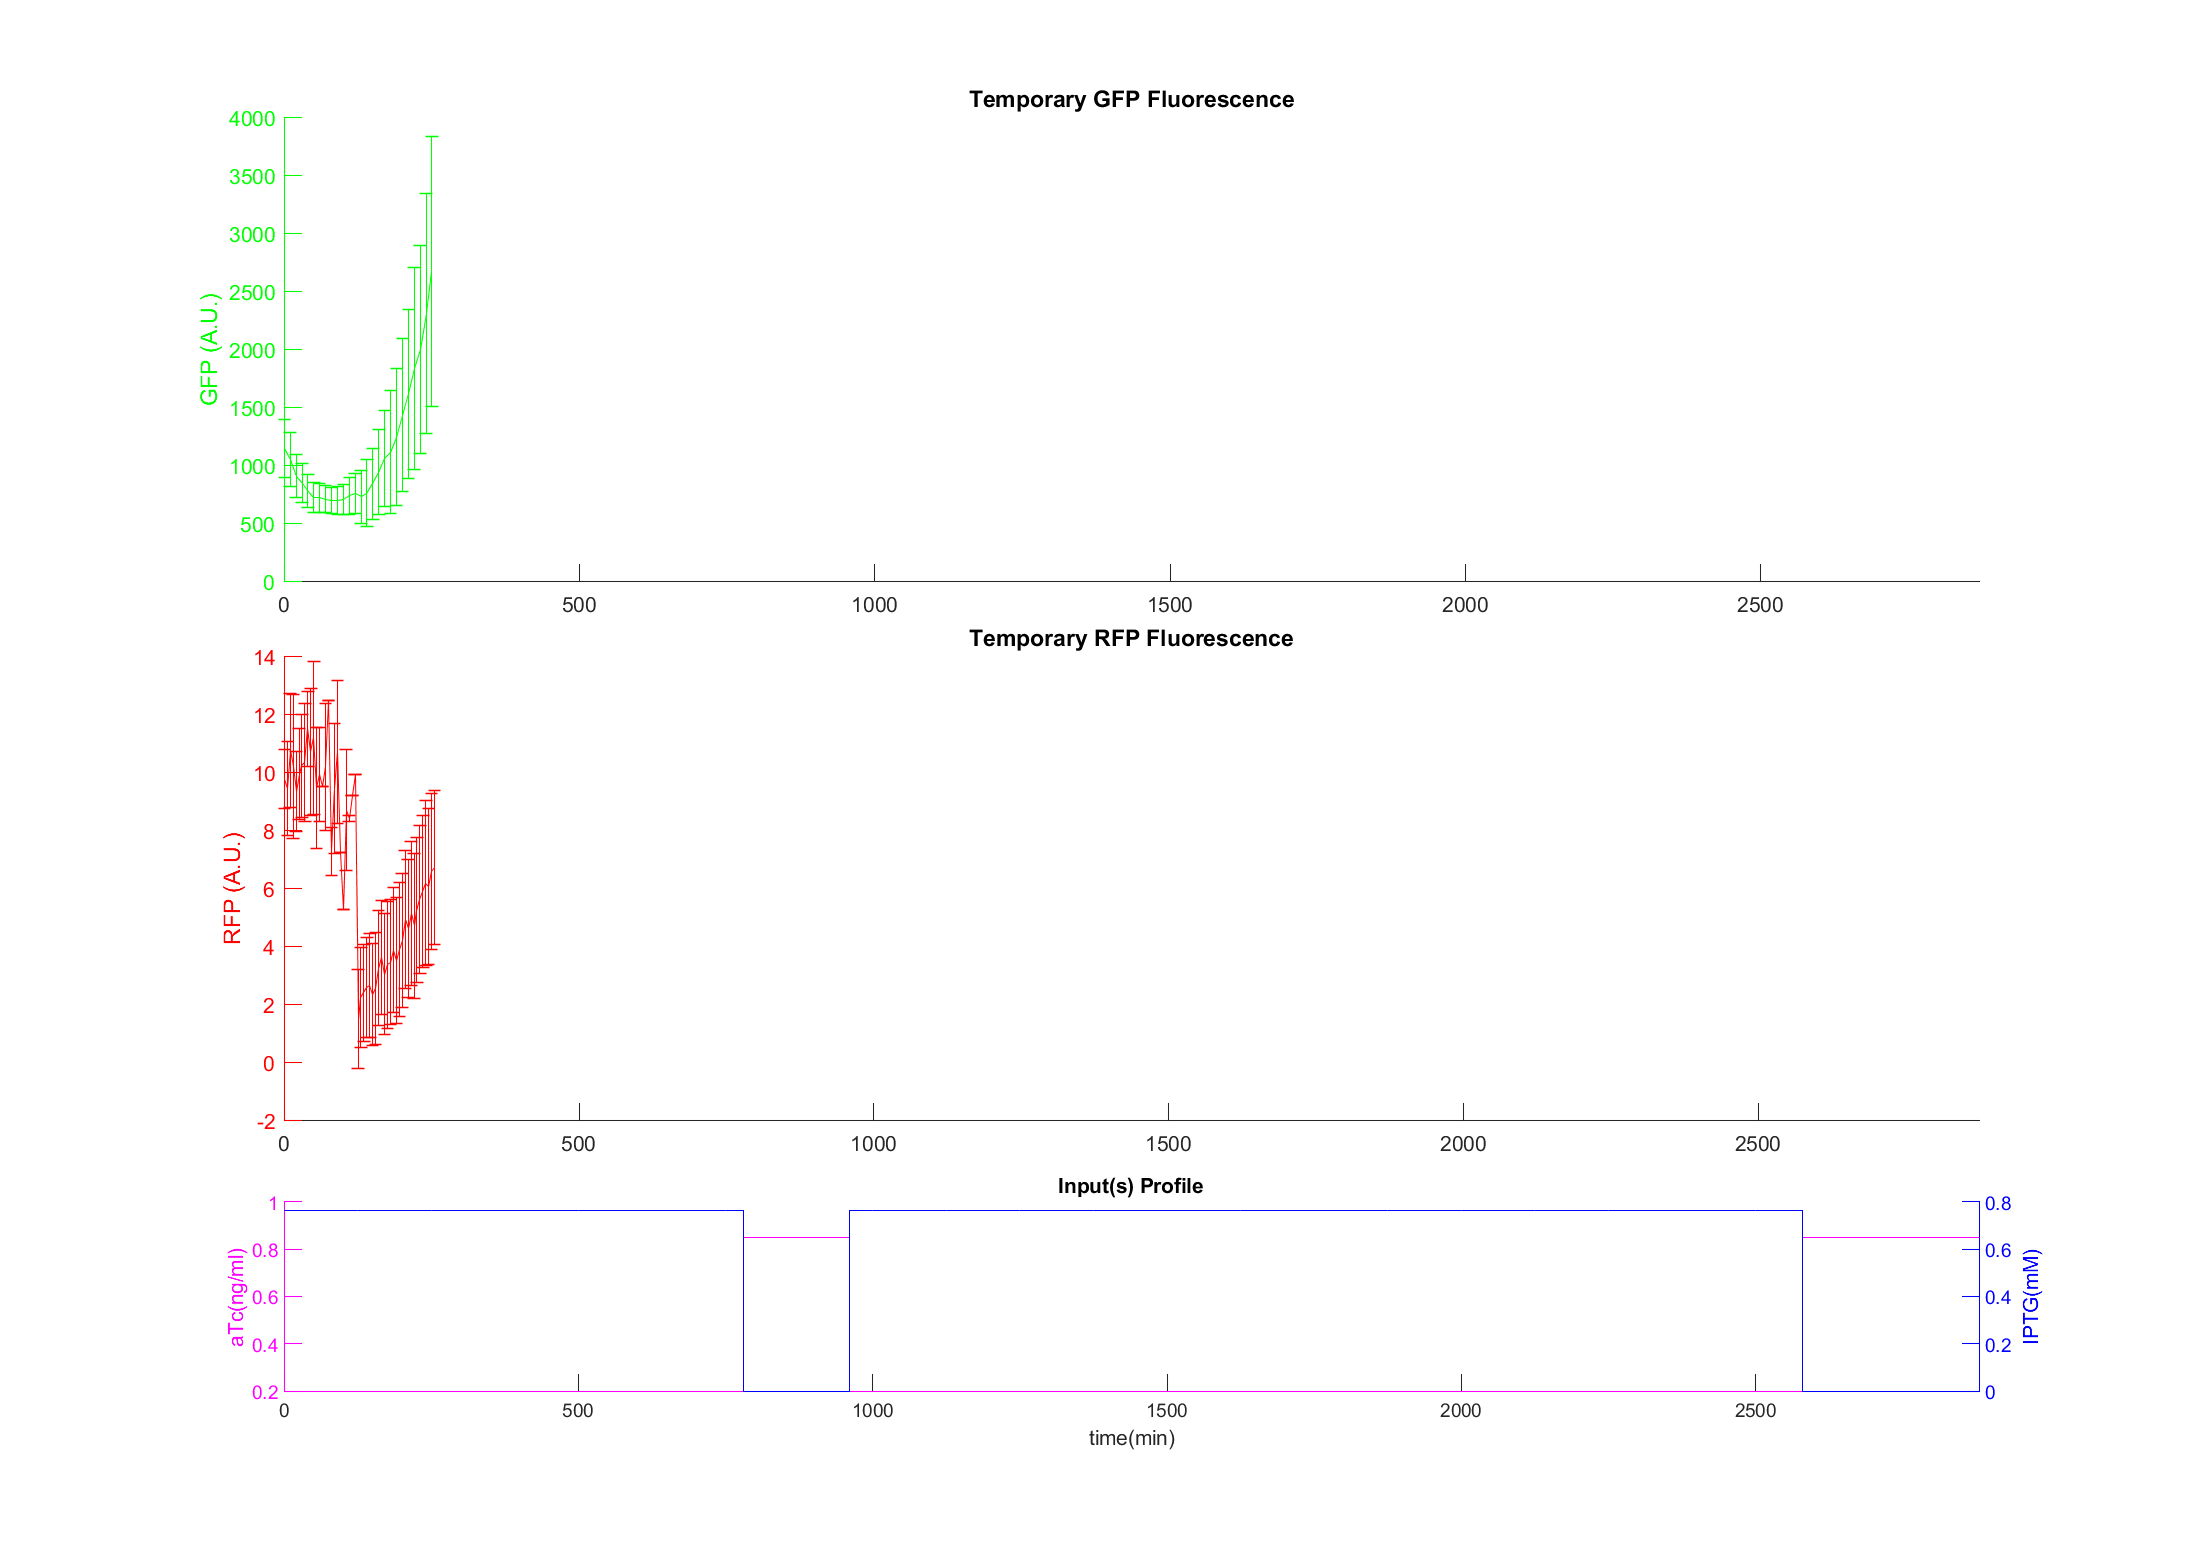 Temporary GFP Fluorescence
4000
3500
3000
2500
2000
1500
1000
500
0
GFP (A.U.)
0 500 1000 1500 2000 2500
Temporary RFP Fluorescence
14
12
10
8
6
4
2
0
-2
RFP (A.U.)
0 500 1000 1500 2000 2500
Input(s) Profile
1
0.8
0.6
0.4
0.2
aTc(ng/ml)
0.8
0.6
0.4
0.2
0
IPTG(mM)
0 500 1000 1500 2000 2500
time(min)